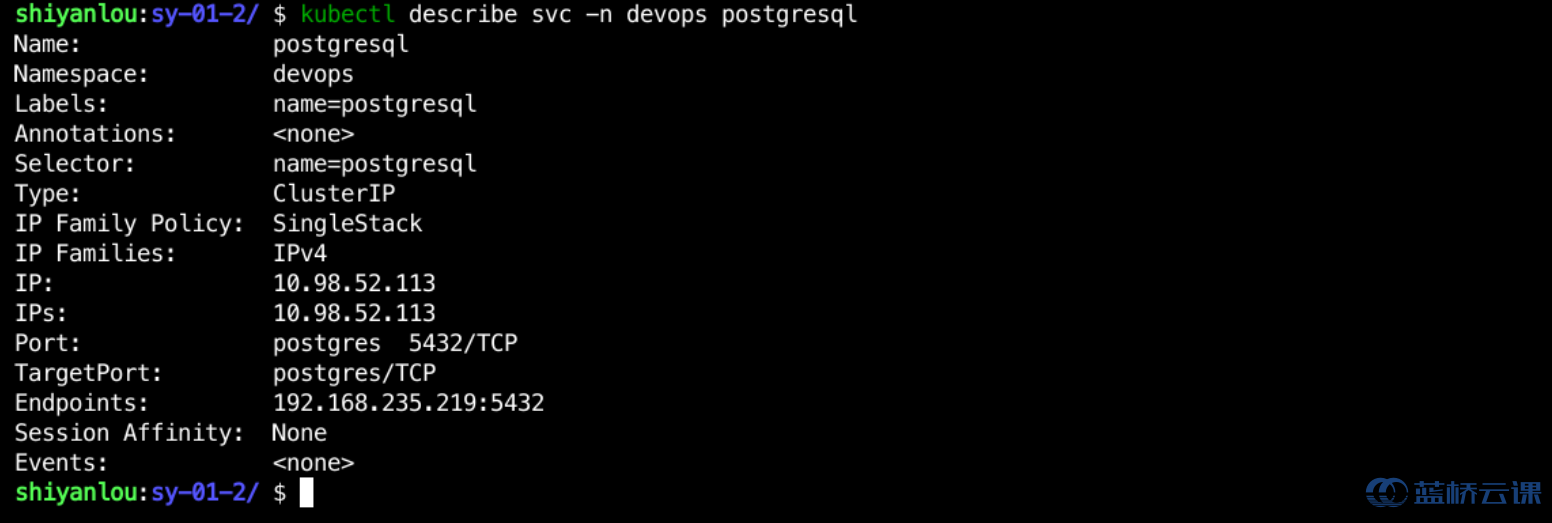 shiyanlou:sy-01-2/ $ kubectl describe svc -n devops postgresql
Name:              postgresql
Namespace:         devops
Labels:            name=postgresql
Annotations:       <none>
Selector:          name=postgresql
Type:              ClusterIP
IP Family Policy:  SingleStack
IP Families:       IPv4
IP:                10.98.52.113
IPs:               10.98.52.113
Port:              postgres  5432/TCP
TargetPort:        postgres/TCP
Endpoints:         192.168.235.219:5432
Session Affinity:  None
Events:            <none>
shiyanlou:sy-01-2/ $
蓝桥云课